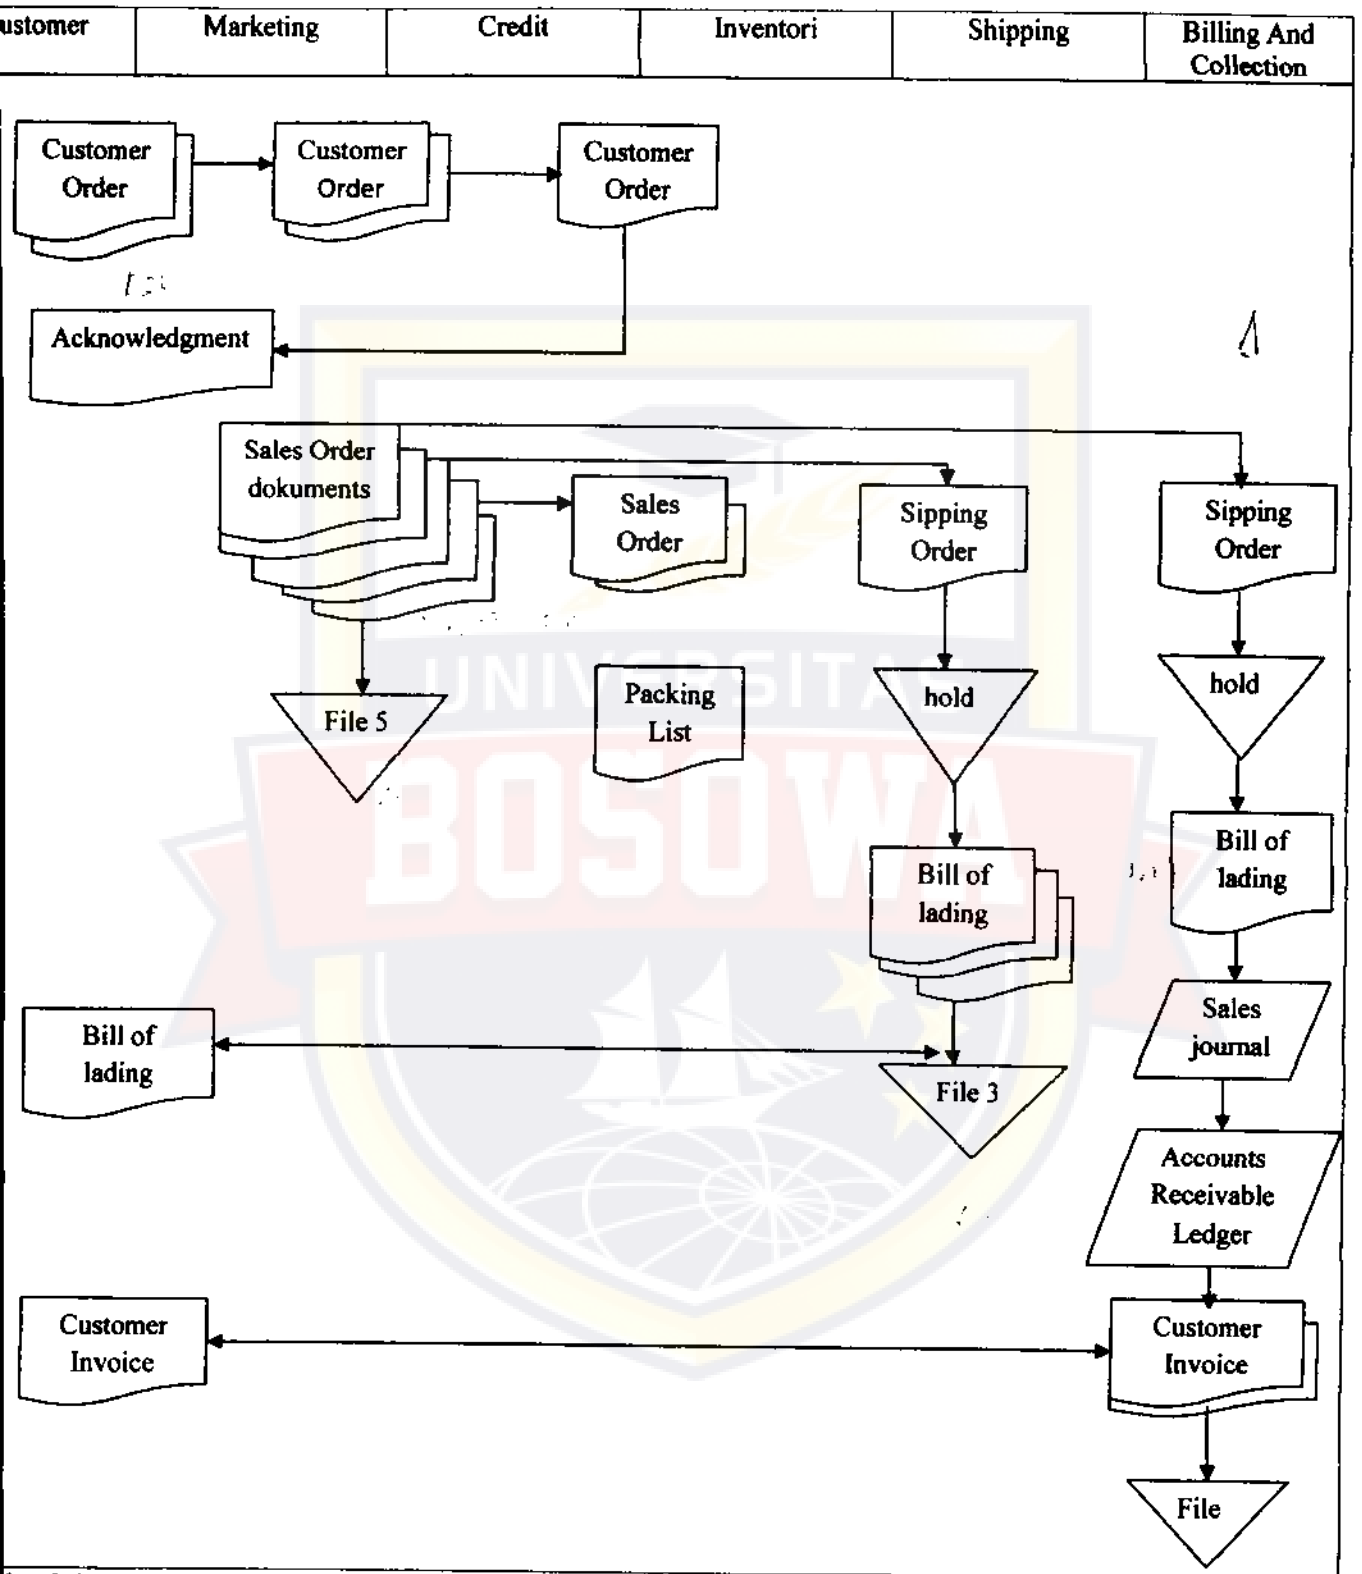 ustomer
Marketing
Credit
Inventori
Shipping
Billing And
Collection
Customer
Order
Customer
Order
Customer
Order
Acknowledgment
Sales Order
dokuments
Sales
Order
Sipping
Order
Sipping
Order
File 5
Packing
List
hold
hold
UNIVERSITAS
BOSOWA
Bill of
lading
Bill of
lading
Bill of
lading
Sales
journal
File 3
Accounts
Receivable
Ledger
Customer
Invoice
Customer
Invoice
File